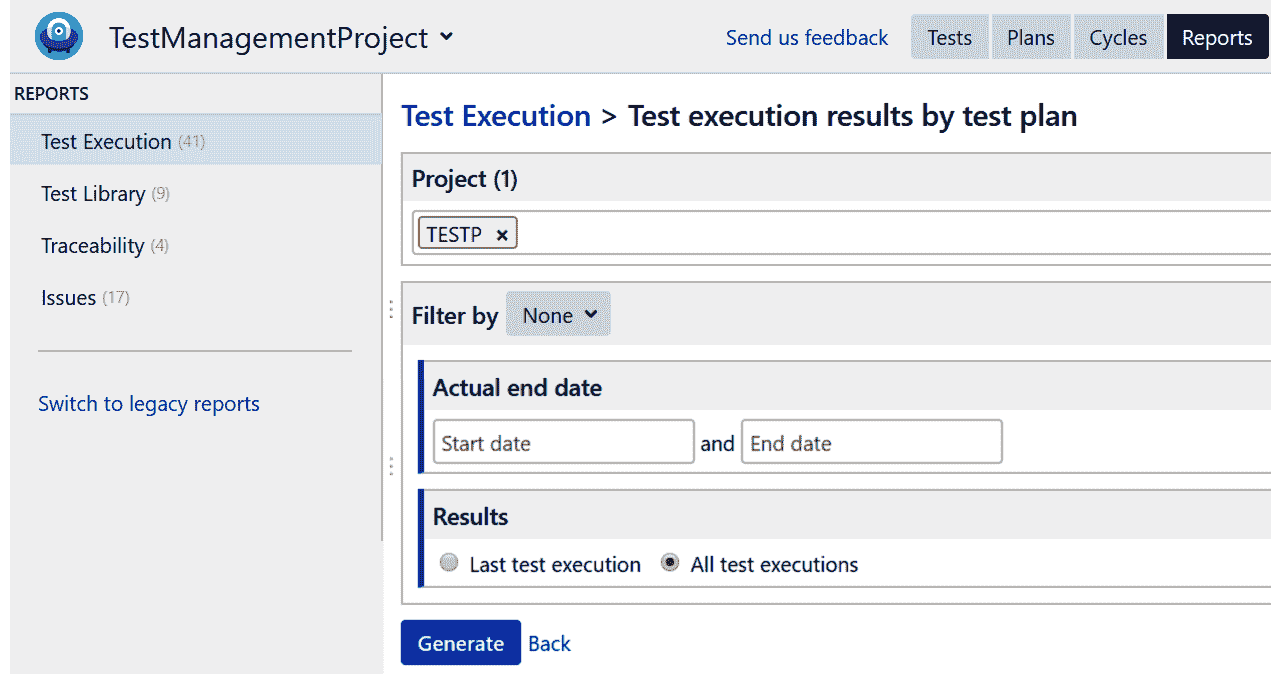 TestManagementProject
Send us feedback
Tests
Plans
Cycles
Reports
REPORTS
Test Execution (41)
Test Library (9)
Traceability (4)
Issues (17)
Switch to legacy reports
Test Execution > Test execution results by test plan
Project (1)
TESTP ×
Filter by None
Actual end date
Start date and End date
Results
Last test execution All test executions
Generate Back